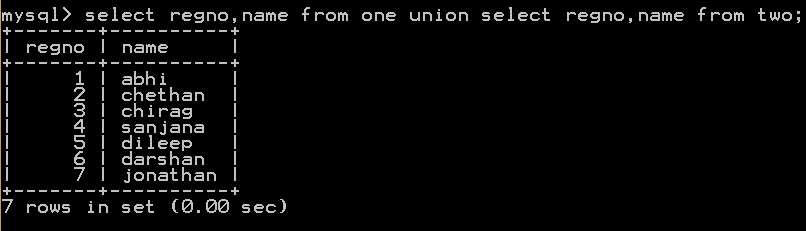 mysql> select regno,name from one union select regno,name from two;
+-------+----------+
| regno | name     |
+-------+----------+
|     1 | abhi     |
|     2 | chethan  |
|     3 | chirag   |
|     4 | sanjana  |
|     5 | dileep   |
|     6 | darshan  |
|     7 | jonathan |
+-------+----------+
7 rows in set (0.00 sec)